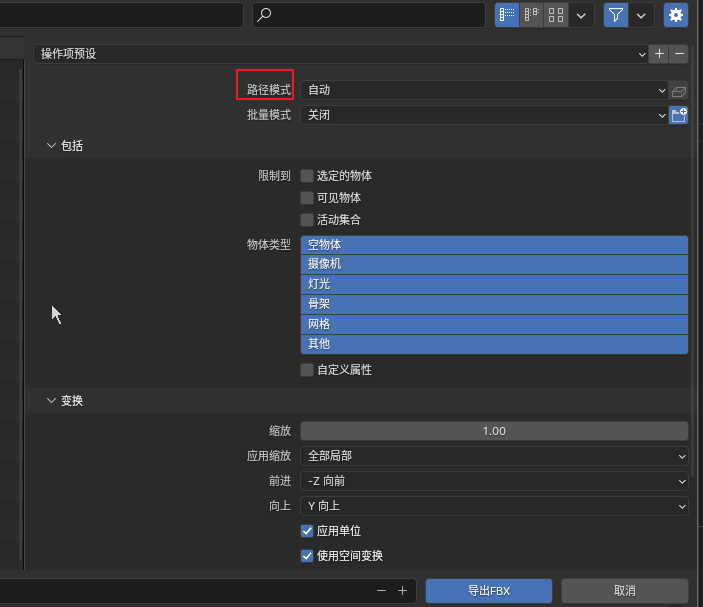 操作项预设
路径模式 自动
批量模式 关闭
包括
限制到 选定的物体
可见物体
活动集合
物体类型 空物体
摄像机
灯光
骨架
网格
其他
自定义属性
变换
缩放 1.00
应用缩放 全部局部
前进 -Z 向前
向上 Y 向上
应用单位
使用空间变换
导出FBX 取消